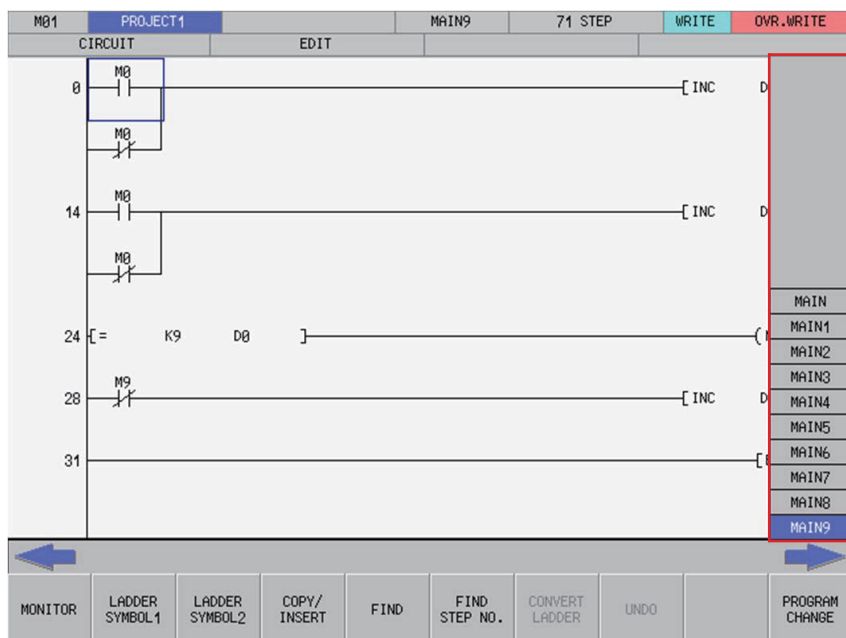 M01 PROJECT1 MAIN9 71 STEP WRITE OVR.WRITE
CIRCUIT EDIT
M0
0 INC D
M0
M0
14 INC D
M0
24 = K9 D0
M9
28 INC D
31
MAIN
MAIN1
MAIN2
MAIN3
MAIN4
MAIN5
MAIN6
MAIN7
MAIN8
MAIN9
MONITOR
LADDER
SYMBOL1
LADDER
SYMBOL2
COPY/
INSERT
FIND
FIND
STEP NO.
CONVERT
LADDER
UNDO
PROGRAM
CHANGE